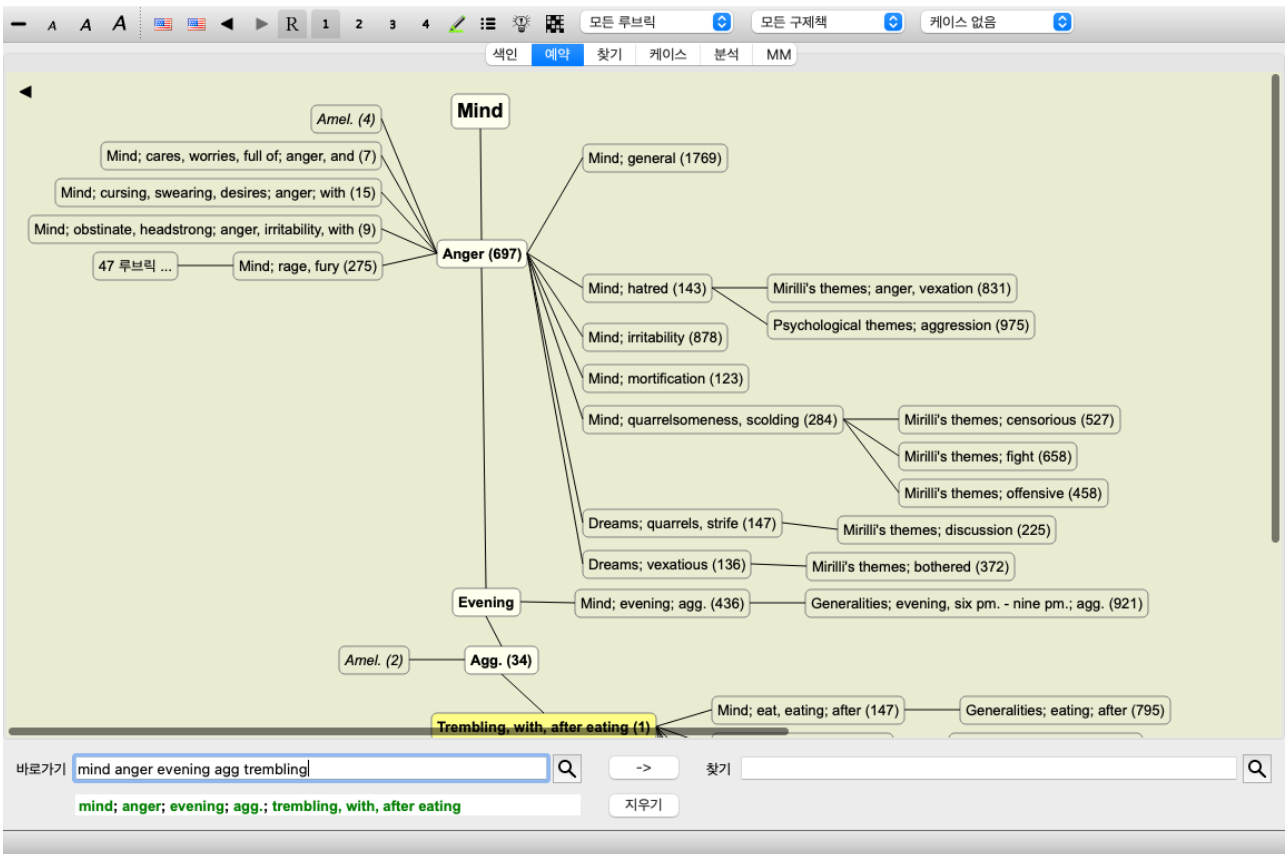 A A A R 1 2 3 4 모든 루브릭 모든 구제책 케이스 없음
색인 예약 찾기 케이스 분석 MM
Mind
Amel. (4)
Mind; cares, worries, full of; anger, and (7)
Mind; general (1769)
Mind; cursing, swearing, desires; anger; with (15)
Mind; obstinate, headstrong; anger, irritability, with (9)
Anger (697)
47 루브릭 ...
Mind; rage, fury (275)
Mind; hatred (143)
Mirilli's themes; anger, vexation (831)
Psychological themes; aggression (975)
Mind; irritability (878)
Mind; mortification (123)
Mind; quarrelsomeness, scolding (284)
Mirilli's themes; censorious (527)
Mirilli's themes; fight (658)
Mirilli's themes; offensive (458)
Dreams; quarrels, strife (147)
Mirilli's themes; discussion (225)
Dreams; vexatious (136)
Mirilli's themes; bothered (372)
Evening
Mind; evening; agg. (436)
Generalities; evening, six pm. - nine pm.; agg. (921)
Amel. (2)
Agg. (34)
Trembling, with, after eating (1)
Mind; eat, eating; after (147)
Generalities; eating; after (795)
바로가기 mind anger evening agg trembling -> 찾기
mind; anger; evening; agg.; trembling, with, after eating 지우기